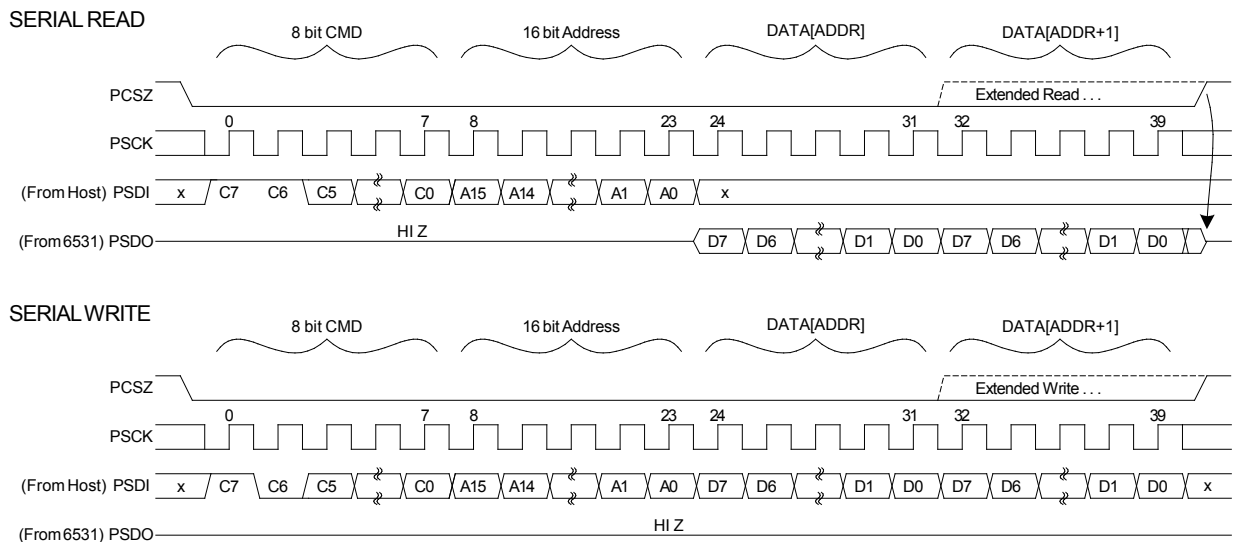 SERIAL READ
8 bit CMD 16 bit Address DATA[ADDR] DATA[ADDR+1]
PCSZ Extended Read . . .
0 7 8 23 24 31 32 39
PSCK
(From Host) PSDI x C7 C6 C5 C0 A15 A14 A1 A0 x
(From 6531) PSDO HI Z D7 D6 D1 D0 D7 D6 D1 D0
SERIAL WRITE
8 bit CMD 16 bit Address DATA[ADDR] DATA[ADDR+1]
PCSZ Extended Write . . .
0 7 8 23 24 31 32 39
PSCK
(From Host) PSDI x C7 C6 C5 C0 A15 A14 A1 A0 D7 D6 D1 D0 D7 D6 D1 D0 x
(From 6531) PSDO HI Z